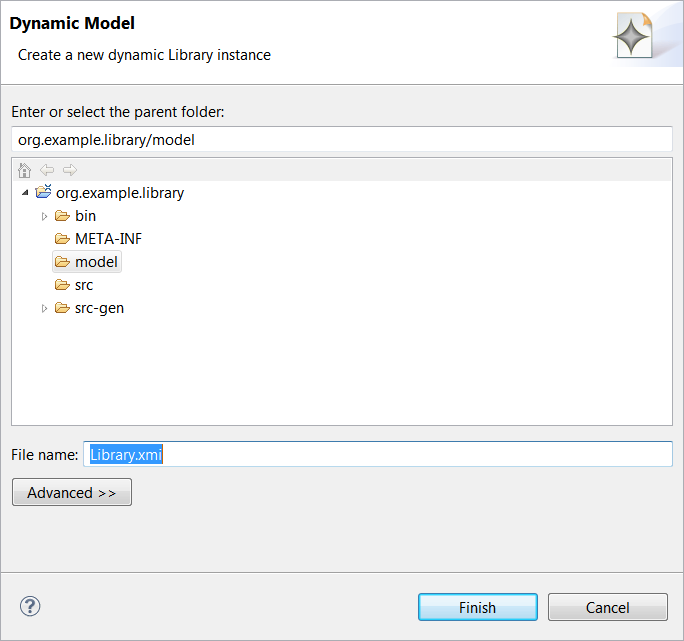 Dynamic Model
Create a new dynamic Library instance
Enter or select the parent folder:
org.example.library/model
org.example.library
bin
META-INF
model
src
src-gen
File name: Library.xmi
Advanced >>
? Finish Cancel